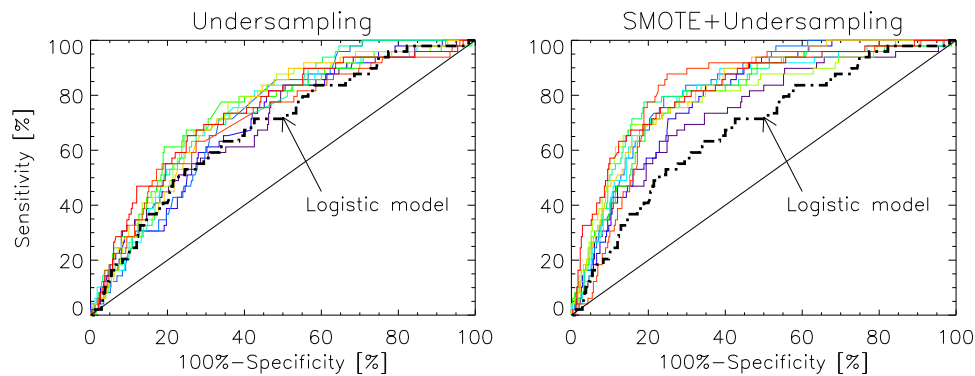 Undersampling
SMOTE+Undersampling
Sensitivity [%]
100
80
60
40
20
0
Logistic model
0 20 40 60 80 100
100%-Specificity [%]
100
80
60
40
20
0
Logistic model
0 20 40 60 80 100
100%-Specificity [%]